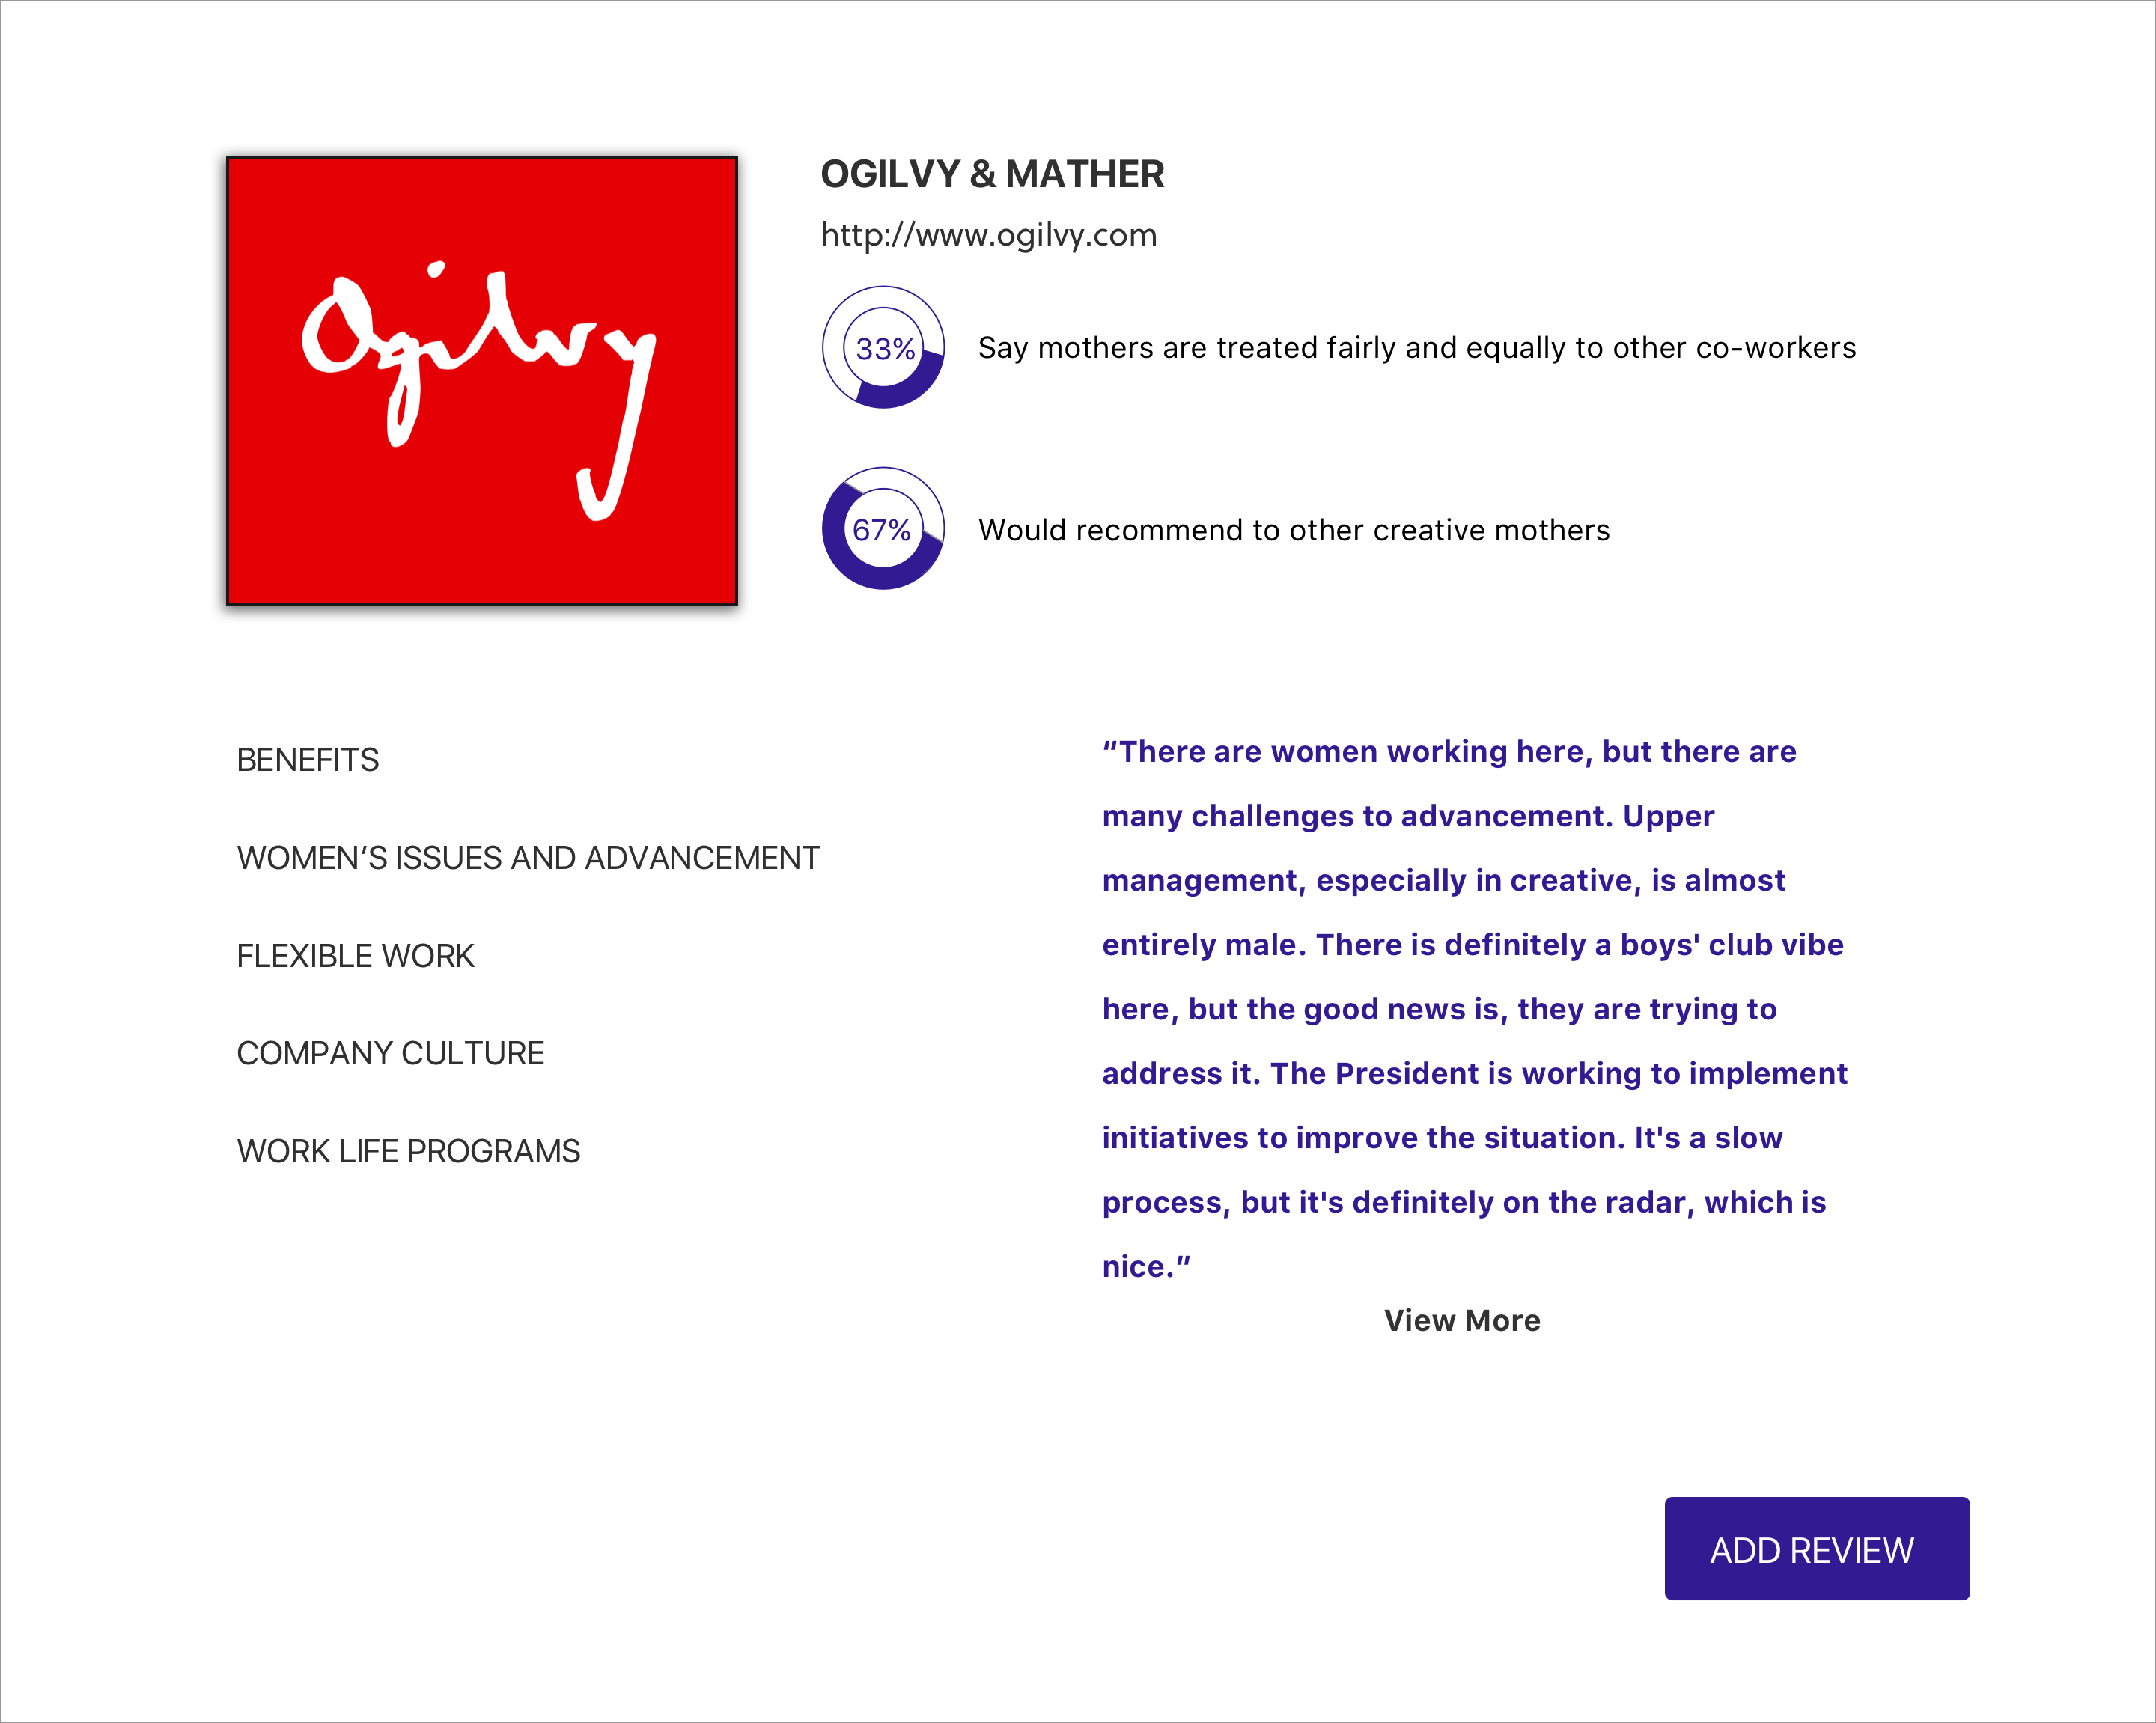 Ogilvy
OGILVY & MATHER
http://www.ogilvy.com
33%
Say mothers are treated fairly and equally to other co-workers
67%
Would recommend to other creative mothers
BENEFITS
WOMEN’S ISSUES AND ADVANCEMENT
FLEXIBLE WORK
COMPANY CULTURE
WORK LIFE PROGRAMS
“There are women working here, but there are
many challenges to advancement. Upper
management, especially in creative, is almost
entirely male. There is definitely a boys' club vibe
here, but the good news is, they are trying to
address it. The President is working to implement
initiatives to improve the situation. It's a slow
process, but it's definitely on the radar, which is
nice.”
View More
ADD REVIEW